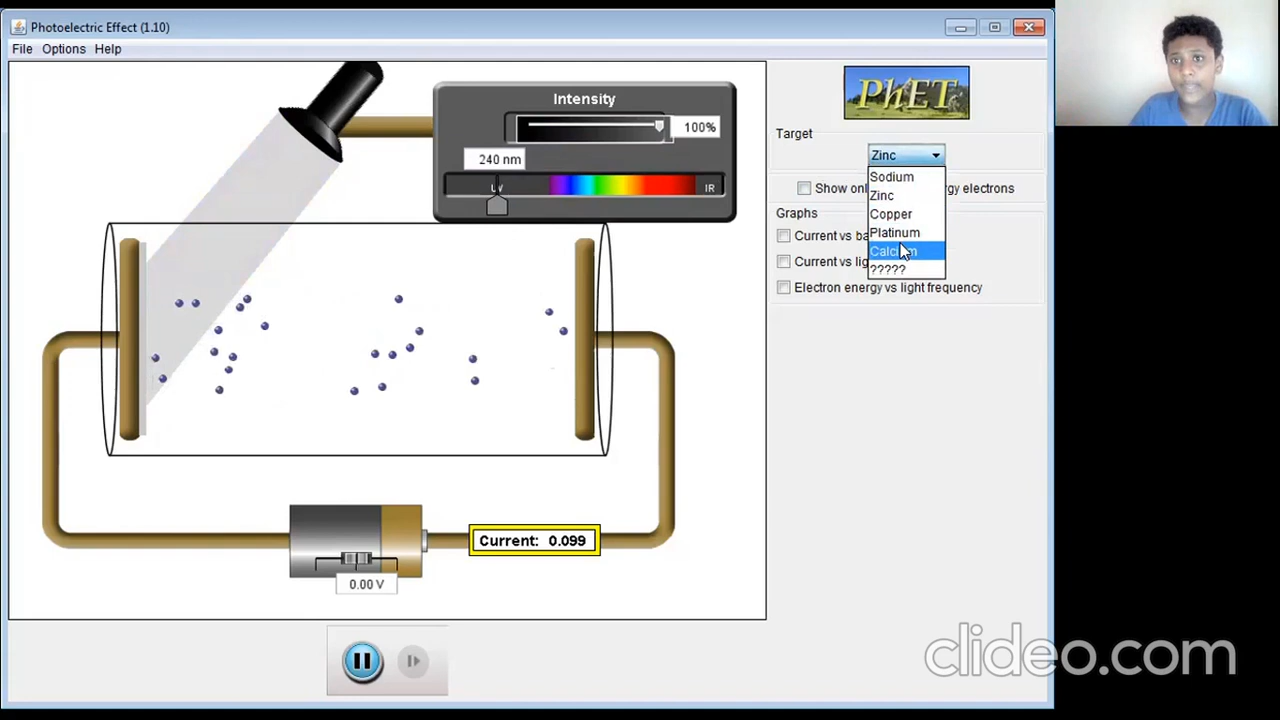 Photoelectric Effect (1.10)
File Options Help
PhET
Intensity
100%
240 nm
UV
IR
Target
Zinc
Sodium
Zinc
Copper
Platinum
Calcium
?????
Show onl
gy electrons
Graphs
Current vs ba
Current vs lig
Electron energy vs light frequency
Current: 0.099
0.00 V
clideo.com